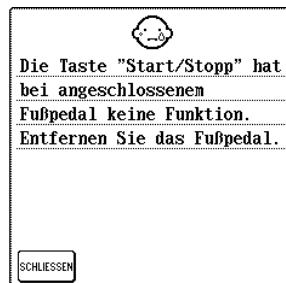 Die Taste "Start/Stopp" hat
bei angeschlossenem
Fußpedal keine Funktion.
Entfernen Sie das Fußpedal.
SCHLIESSEN